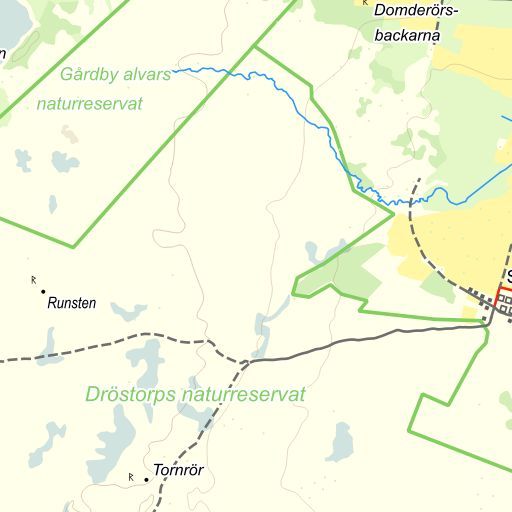 Domderörs-
backarna
Gårdby alvars
naturreservat
n
R
R
S
R
Runsten
Dröstorps naturreservat
R
Tornrör